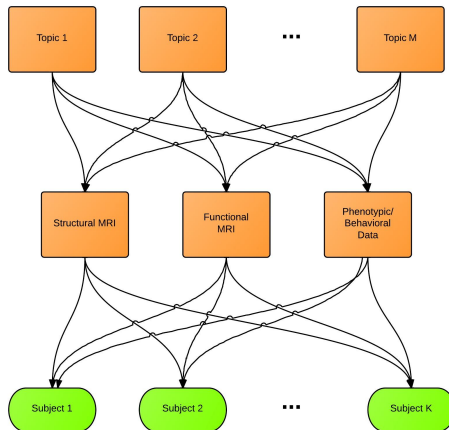 Topic 1
Topic 2
...
Topic M
Structural MRI
Functional
MRI
Phenotypic/
Behavioral
Data
Subject 1
Subject 2
...
Subject K